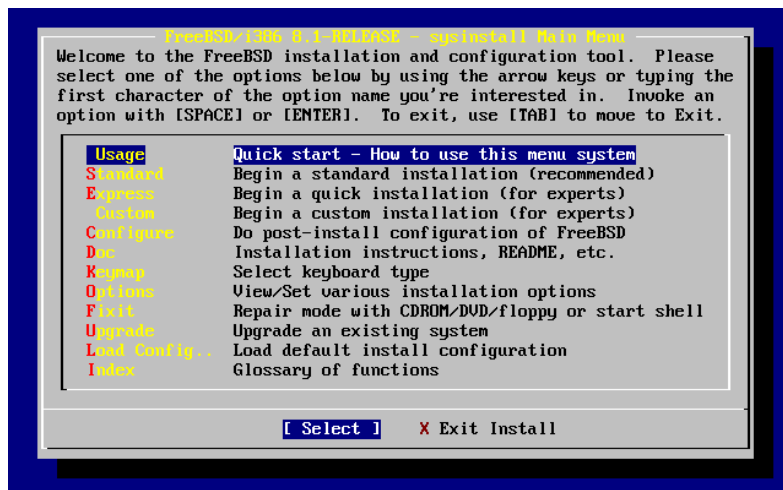 FreeBSD/i386 8.1-RELEASE - sysinstall Main Menu
Welcome to the FreeBSD installation and configuration tool.  Please
select one of the options below by using the arrow keys or typing the
first character of the option name you're interested in.  Invoke an
option with [SPACE] or [ENTER].  To exit, use [TAB] to move to Exit.
Usage Quick start - How to use this menu system
Standard Begin a standard installation (recommended)
Express Begin a quick installation (for experts)
Custom Begin a custom installation (for experts)
Configure Do post-install configuration of FreeBSD
Doc Installation instructions, README, etc.
Keymap Select keyboard type
Options View/Set various installation options
Fixit Repair mode with CDROM/DVD/floppy or start shell
Upgrade Upgrade an existing system
Load Config.. Load default install configuration
Index Glossary of functions
[ Select ] X Exit Install